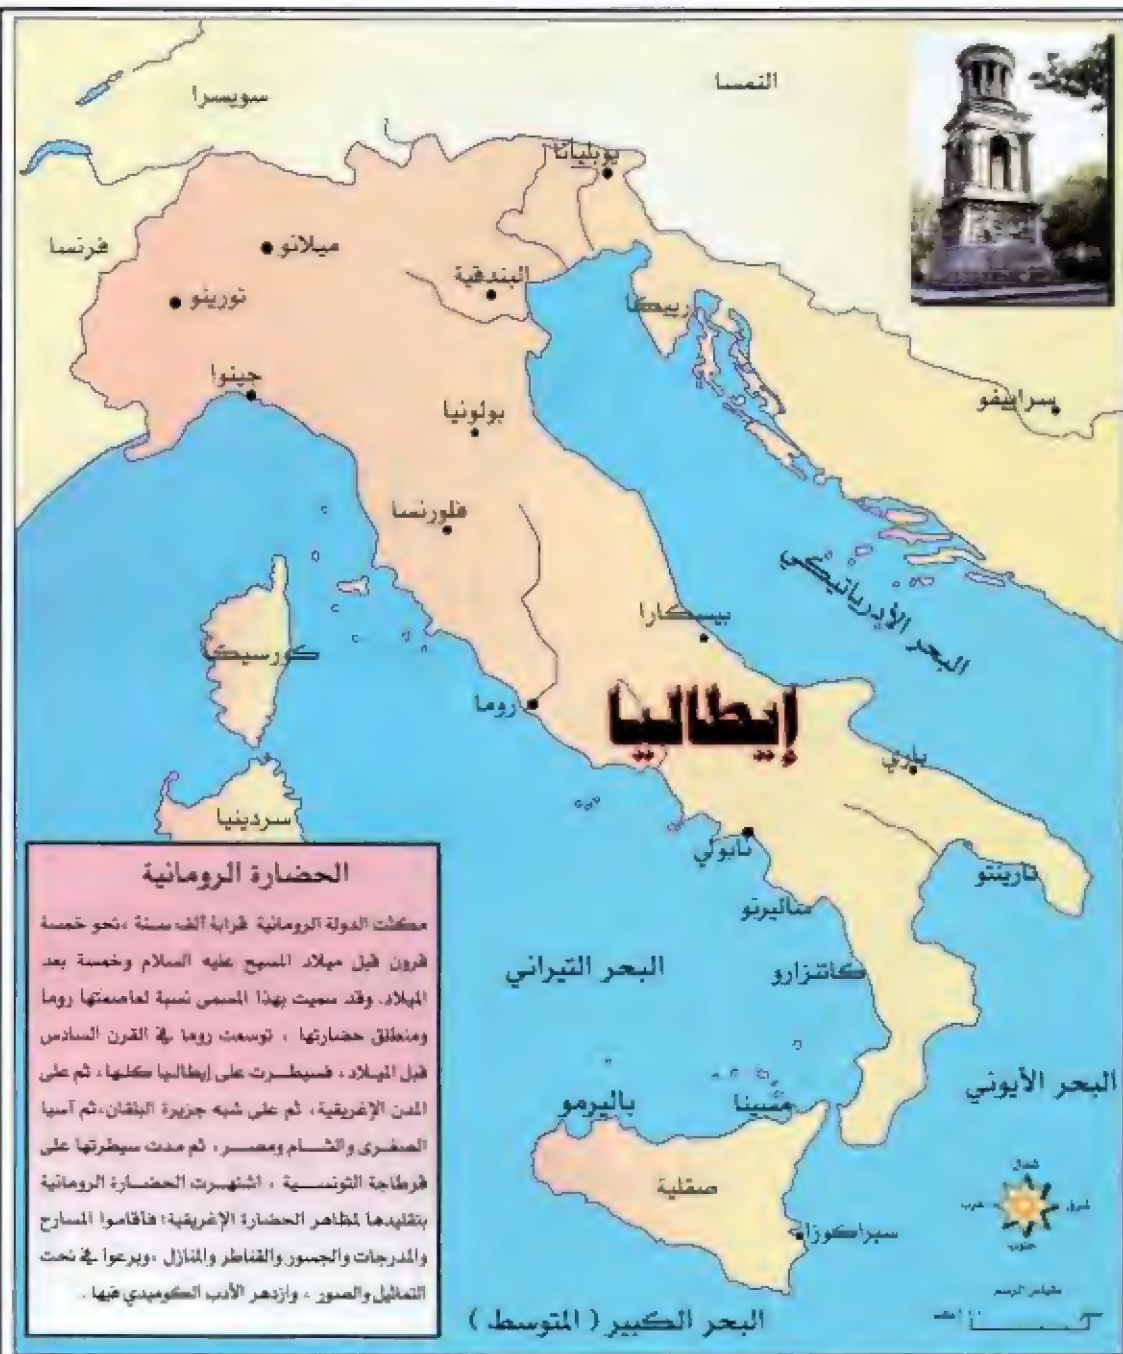 النمسا
سويسرا
يوبليانا
فرنسا
ميلانو
البندقية
تورينو
رييكا
جينوا
بولونيا
سراييفو
فلورنسا
البحر الأدرياتيكي
بيسكارا
كورسيكا
روما
إيطاليا
باري
سردينيا
نابولي
تارينتو
ساليرنو
البحر التيراني
كاتنزارو
البحر الأيوني
مسينا
باليرمو
صقلية
سيراكوزا
البحر الكبير ( المتوسط )
شمال
شرق
غرب
جنوب
مقياس الرسم
الحضارة الرومانية
مكثت الدولة الرومانية قرابة ألف سنة ،نحو خمسة
قرون قبل ميلاد المسيح عليه السلام وخمسة بعد
الميلاد. وقد سميت بهذا المسمى نسبة لعاصمتها روما
ومنطلق حضارتها ، توسعت روما في القرن السادس
قبل الميلاد ، فسيطرت على إيطاليا كلها ، ثم على
المدن الإغريقية ، ثم على شبه جزيرة البلقان،ثم آسيا
الصغرى والشام ومصر ، ثم مدت سيطرتها على
قرطاجة التونسية ، اشتهرت الحضارة الرومانية
بتقليدها لمظاهر الحضارة الإغريقية؛ فأقاموا المسارح
والمدرجات والجسور والقناطر والمنازل ،وبرعوا في نحت
التماثيل والصور ، وازدهر الأدب الكوميدي فيها .